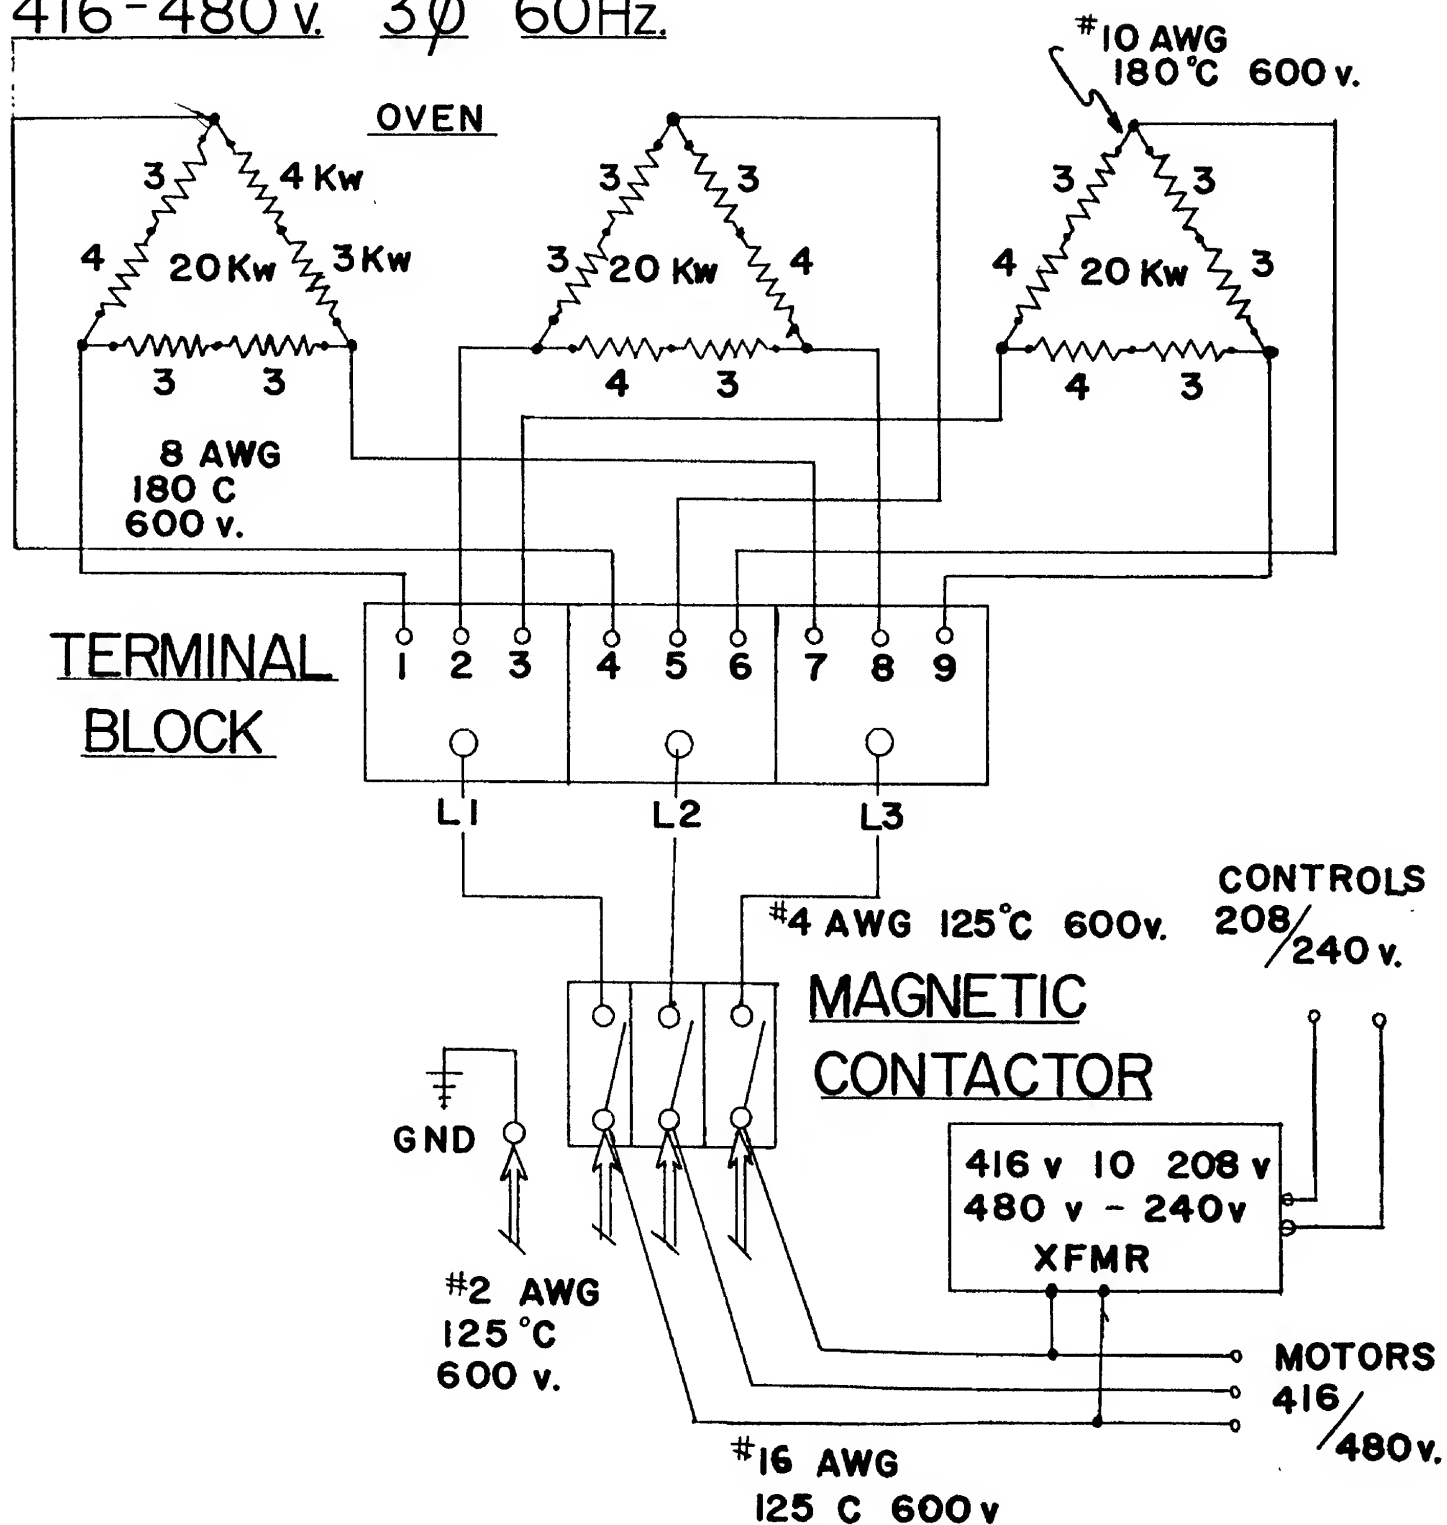 416-480 v. 3ϕ 60Hz.
#10 AWG
180°C 600 v.
OVEN
3
4 Kw
4
20 Kw
3 Kw
3
3
3
3
3
20 Kw
4
4
3
3
3
4
20 Kw
3
4
3
8 AWG
180 C
600 v.
TERMINAL
BLOCK
1 2 3 4 5 6 7 8 9
L1 L2 L3
#4 AWG 125°C 600v.
CONTROLS
208/
240 v.
MAGNETIC
CONTACTOR
GND
416 v 10 208 v
480 v - 240v
XFMR
#2 AWG
125 °C
600 v.
MOTORS
416/
480v.
#16 AWG
125 C 600 v